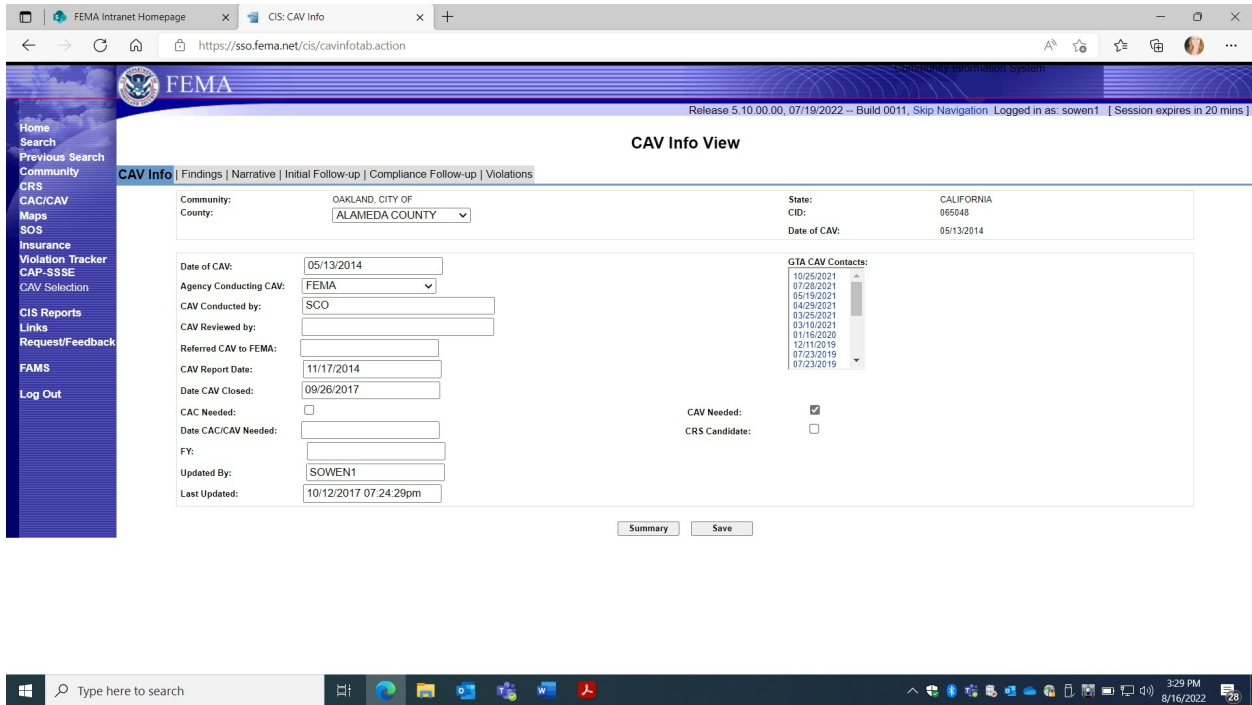 FEMA Intranet Homepage
CIS: CAV Info
https://sso.fema.net/cis/cavinfotab.action
FEMA
Community Information System
Release 5.10.00.00, 07/19/2022 -- Build 0011, Skip Navigation Logged in as: sowen1 [ Session expires in 20 mins ]
Home
Search
Previous Search
Community
CRS
CAC/CAV
Maps
SOS
Insurance
Violation Tracker
CAP-SSSE
CAV Selection
CIS Reports
Links
Request/Feedback
FAMS
Log Out
CAV Info View
CAV Info | Findings | Narrative | Initial Follow-up | Compliance Follow-up | Violations
Community: OAKLAND, CITY OF
County: ALAMEDA COUNTY
State: CALIFORNIA
CID: 065048
Date of CAV: 05/13/2014
Date of CAV: 05/13/2014
Agency Conducting CAV: FEMA
CAV Conducted by: SCO
CAV Reviewed by:
Referred CAV to FEMA:
CAV Report Date: 11/17/2014
Date CAV Closed: 09/26/2017
CAC Needed:
Date CAC/CAV Needed:
FY:
Updated By: SOWEN1
Last Updated: 10/12/2017 07:24:29pm
GTA CAV Contacts:
10/25/2021
07/28/2021
05/19/2021
04/29/2021
03/25/2021
03/10/2021
01/16/2020
12/11/2019
07/23/2019
07/23/2019
CAV Needed:
CRS Candidate:
Summary
Save
Type here to search
3:29 PM
8/16/2022
28